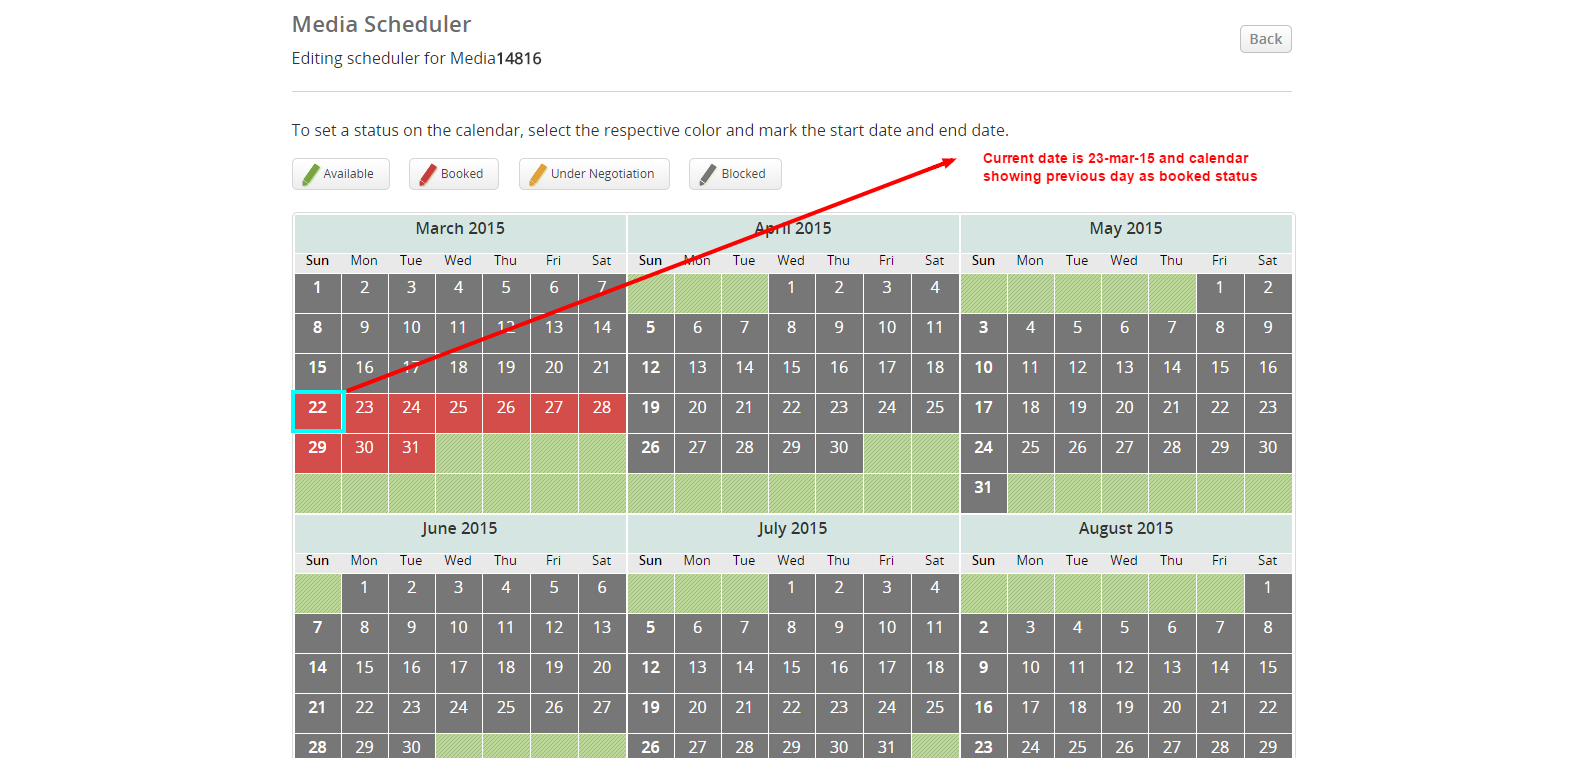 Media Scheduler
Back
Editing scheduler for Media14816
To set a status on the calendar, select the respective color and mark the start date and end date.
Available Booked Under Negotiation Blocked
Current date is 23-mar-15 and calendar
showing previous day as booked status
March 2015 April 2015 May 2015
Sun Mon Tue Wed Thu Fri Sat Sun Mon Tue Wed Thu Fri Sat Sun Mon Tue Wed Thu Fri Sat
1 2 3 4 5 6 7 1 2 3 4 1 2
8 9 10 11 12 13 14 5 6 7 8 9 10 11 3 4 5 6 7 8 9
15 16 17 18 19 20 21 12 13 14 15 16 17 18 10 11 12 13 14 15 16
22 23 24 25 26 27 28 19 20 21 22 23 24 25 17 18 19 20 21 22 23
29 30 31 26 27 28 29 30 24 25 26 27 28 29 30
31
June 2015 July 2015 August 2015
Sun Mon Tue Wed Thu Fri Sat Sun Mon Tue Wed Thu Fri Sat Sun Mon Tue Wed Thu Fri Sat
1 2 3 4 5 6 1 2 3 4 1
7 8 9 10 11 12 13 5 6 7 8 9 10 11 2 3 4 5 6 7 8
14 15 16 17 18 19 20 12 13 14 15 16 17 18 9 10 11 12 13 14 15
21 22 23 24 25 26 27 19 20 21 22 23 24 25 16 17 18 19 20 21 22
28 29 30 26 27 28 29 30 31 23 24 25 26 27 28 29